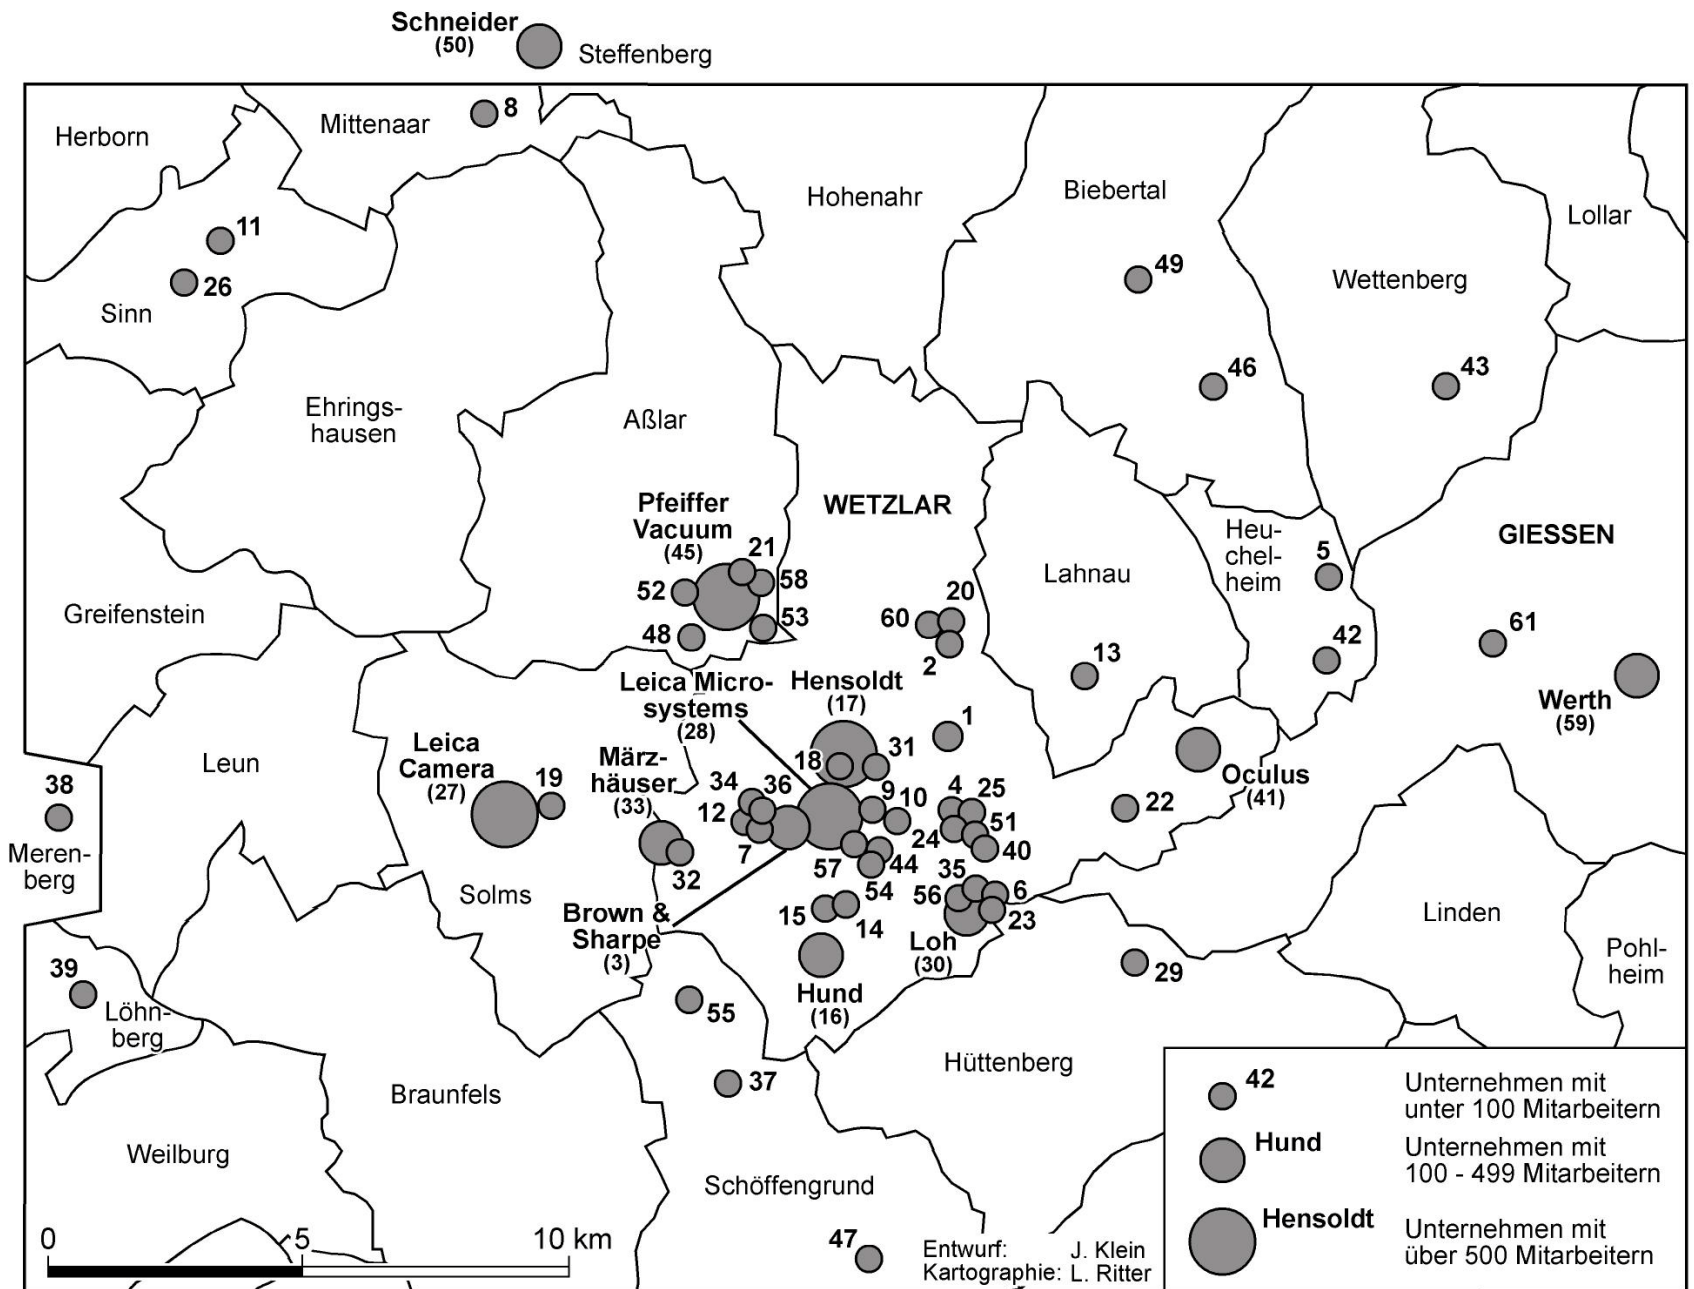 Schneider
(50)
Steffenberg
Herborn
Mittenaar
8
Hohenahr
Biebertal
Lollar
11
26
Sinn
49
Wettenberg
46
43
Ehrings-
hausen
Aßlar
Pfeiffer
Vacuum
(45)
WETZLAR
Heu-
chel-
heim
GIESSEN
5
21
58
52
53
48
Lahnau
20
60
2
Greifenstein
13
42
61
Werth
(59)
Leica Micro-
systems
(28)
Hensoldt
(17)
1
18
31
Leun
Leica
Camera
(27)
19
März-
häuser
(33)
34
36
12
7
9
10
4
25
24
51
40
22
Oculus
(41)
38
Meren-
berg
32
57
44
54
35
56
6
23
Solms
Brown &
Sharpe
(3)
15
14
Loh
(30)
Linden
Pohl-
heim
39
Löhn-
berg
29
Hund
(16)
55
37
Hüttenberg
Braunfels
Weilburg
Schöffengrund
47
0
5
10 km
Entwurf: J. Klein
Kartographie: L. Ritter
42
Unternehmen mit
unter 100 Mitarbeitern
Hund
Unternehmen mit
100 - 499 Mitarbeitern
Hensoldt
Unternehmen mit
über 500 Mitarbeitern